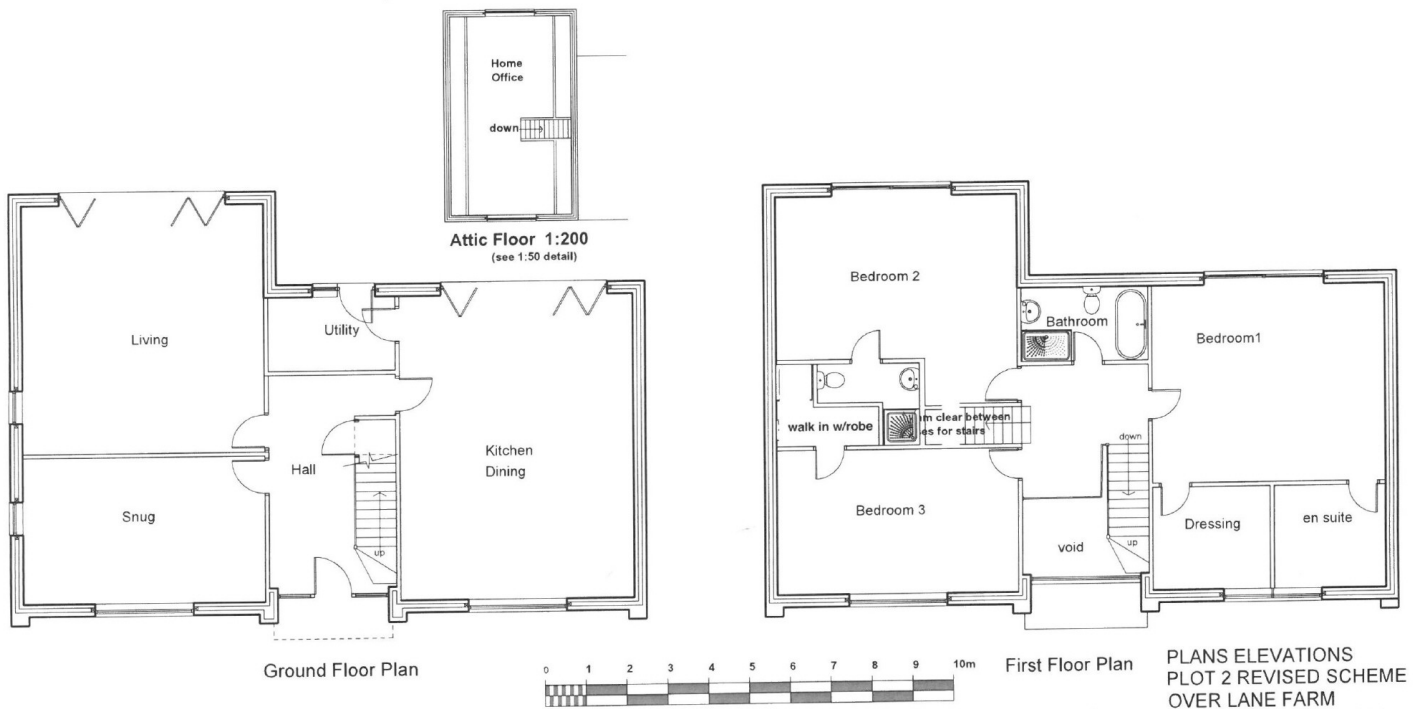 Home
Office
down
Attic Floor 1:200
(see 1:50 detail)
Living
Utility
Hall
Kitchen
Dining
Snug
up
Ground Floor Plan
Bedroom 2
Bathroom
Bedroom1
walk in w/robe
clear between
for stairs
down
Bedroom 3
Dressing
en suite
void
up
First Floor Plan
0 1 2 3 4 5 6 7 8 9 10m
PLANS ELEVATIONS
PLOT 2 REVISED SCHEME
OVER LANE FARM